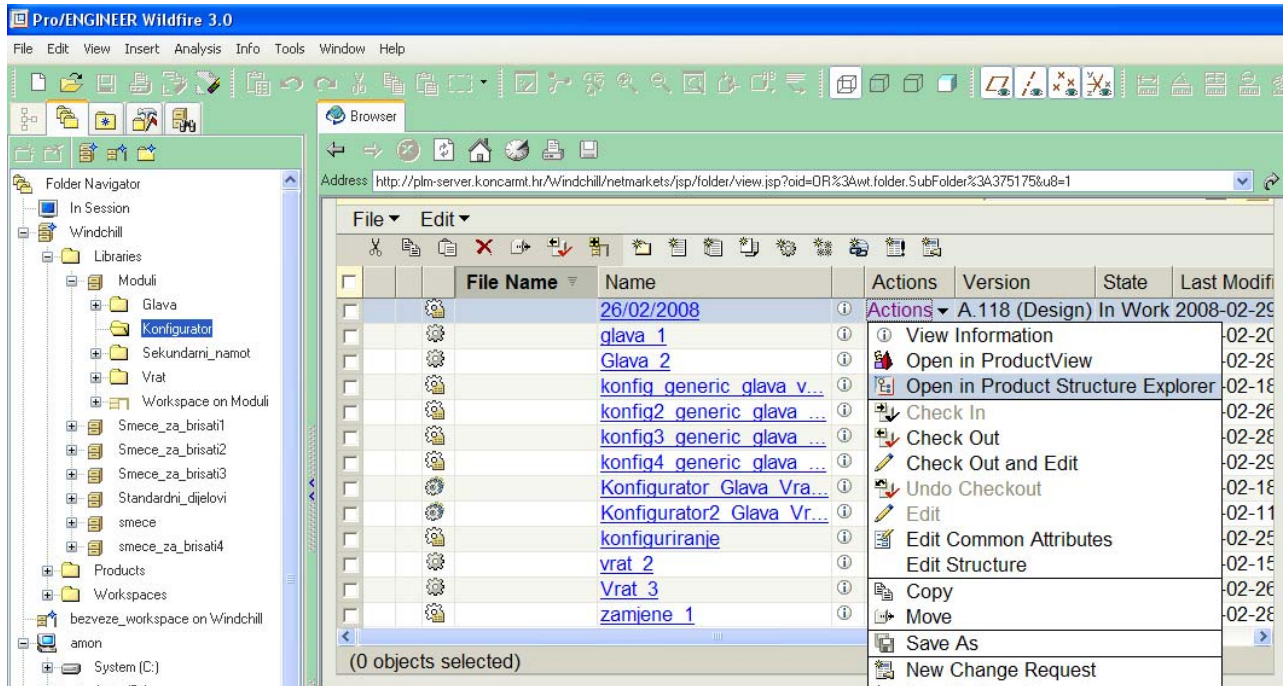 Pro/ENGINEER Wildfire 3.0
File Edit View Insert Analysis Info Tools Window Help
Browser
Folder Navigator
In Session
Windchill
Libraries
Moduli
Glava
Konfigurator
Sekundarni_namot
Vrat
Workspace on Moduli
Smece_za_brisati1
Smece_za_brisati2
Smece_za_brisati3
Standardni_dijelovi
smece
smece_za_brisati4
Products
Workspaces
bezveze_workspace on Windchill
amon
System (C:)
Address http://plm-server.koncarmt.hr/Windchill/netmarkets/jsp/folder/view.jsp?oid=OR%3Awt.folder.SubFolder%3A375175&u8=1
File Edit
File Name Name Actions Version State Last Modifi
26/02/2008 Actions A.118 (Design) In Work 2008-02-29
glava_1 -02-20
Glava_2 -02-28
konfig_generic_glava_v... -02-18
konfig2_generic_glava_... -02-26
konfig3_generic_glava_... -02-28
konfig4_generic_glava_... -02-29
Konfigurator_Glava_Vra... -02-18
Konfigurator2_Glava_Vr... -02-11
konfiguriranje -02-25
vrat_2 -02-15
Vrat_3 -02-26
zamjene_1 -02-28
(0 objects selected)
View Information
Open in ProductView
Open in Product Structure Explorer
Check In
Check Out
Check Out and Edit
Undo Checkout
Edit
Edit Common Attributes
Edit Structure
Copy
Move
Save As
New Change Request